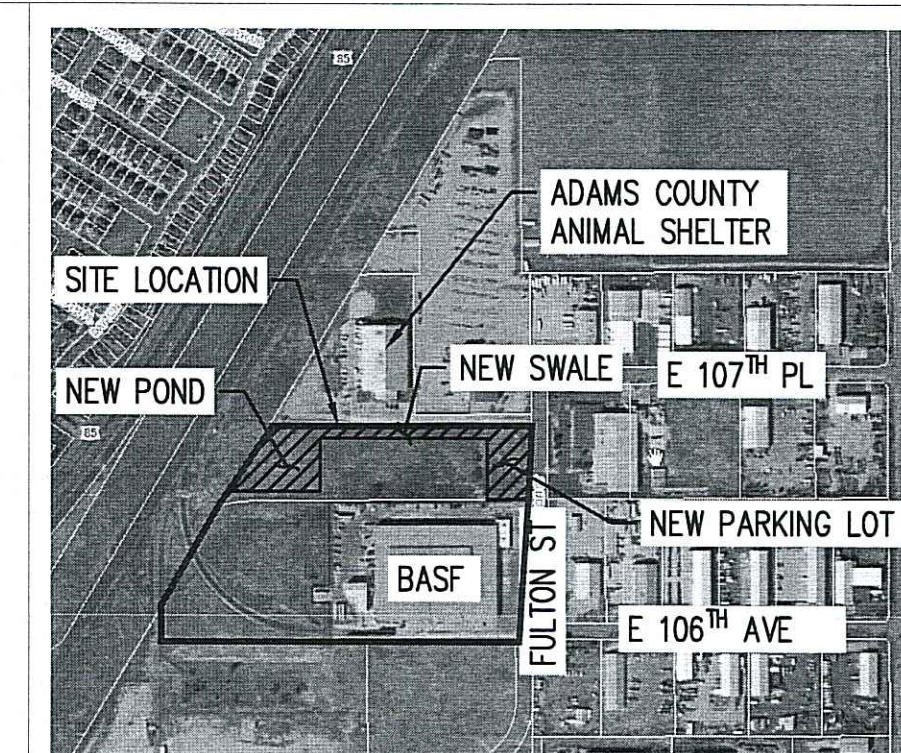 85
ADAMS COUNTY
ANIMAL SHELTER
SITE LOCATION
NEW SWALE
E 107TH PL
NEW POND
85
NEW PARKING LOT
BASF
FULTON ST
E 106TH AVE